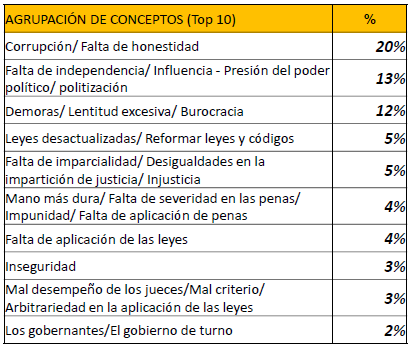 AGRUPACIÓN DE CONCEPTOS (Top 10) %
Corrupción/ Falta de honestidad 20%
Falta de independencia/ Influencia - Presión del poder
político/ politización 13%
Demoras/ Lentitud excesiva/ Burocracia 12%
Leyes desactualizadas/ Reformar leyes y códigos 5%
Falta de imparcialidad/ Desigualdades en la
impartición de justicia/ Injusticia 5%
Mano más dura/ Falta de severidad en las penas/
Impunidad/ Falta de aplicación de penas 4%
Falta de aplicación de las leyes 4%
Inseguridad 3%
Mal desempeño de los jueces/Mal criterio/
Arbitrariedad en la aplicación de las leyes 3%
Los gobernantes/El gobierno de turno 2%